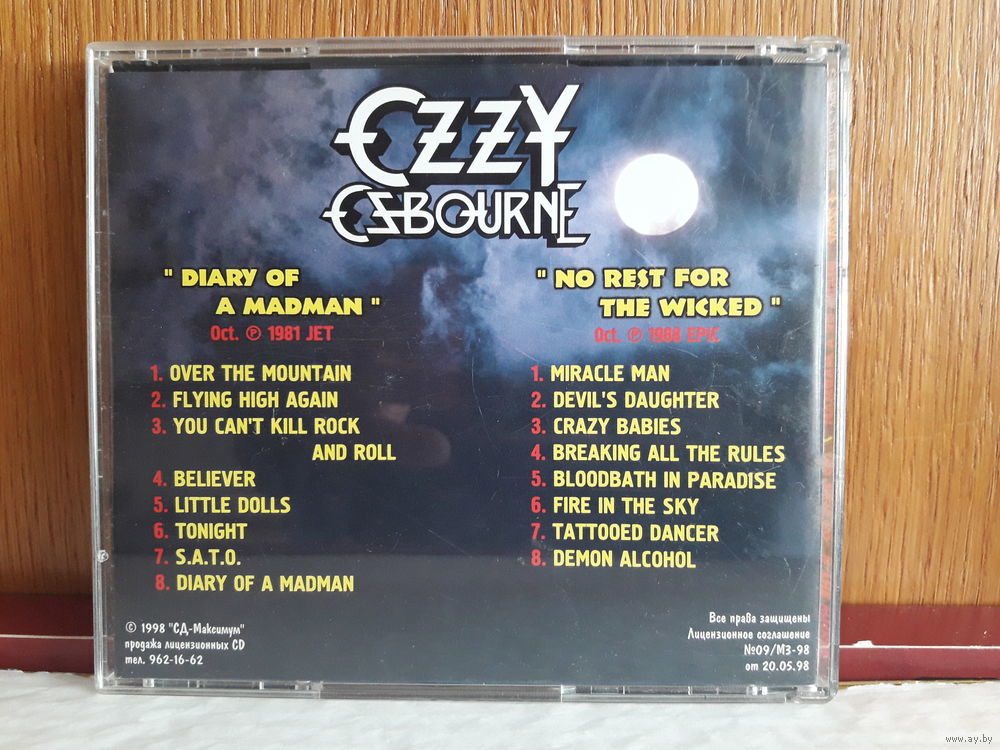 OZZY
OSBOURNE
" DIARY OF
A MADMAN "
Oct. ℗ 1981 JET
1. OVER THE MOUNTAIN
2. FLYING HIGH AGAIN
3. YOU CAN'T KILL ROCK
AND ROLL
4. BELIEVER
5. LITTLE DOLLS
6. TONIGHT
7. S.A.T.O.
8. DIARY OF A MADMAN
" NO REST FOR
THE WICKED "
Oct. ℗ 1988 EPIC
1. MIRACLE MAN
2. DEVIL'S DAUGHTER
3. CRAZY BABIES
4. BREAKING ALL THE RULES
5. BLOODBATH IN PARADISE
6. FIRE IN THE SKY
7. TATTOOED DANCER
8. DEMON ALCOHOL
© 1998 "СД-Максимум"
продажа лицензионных CD
тел. 962-16-62
Все права защищены
Лицензионное соглашение
№09/МЗ-98
от 20.05.98
www.ay.by